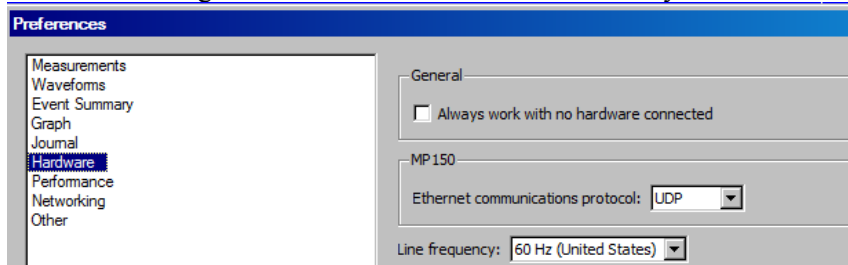 Preferences
Measurements
Waveforms
Event Summary
Graph
Journal
Hardware
Performance
Networking
Other
General
Always work with no hardware connected
MP150
Ethernet communications protocol: UDP
Line frequency: 60 Hz (United States)